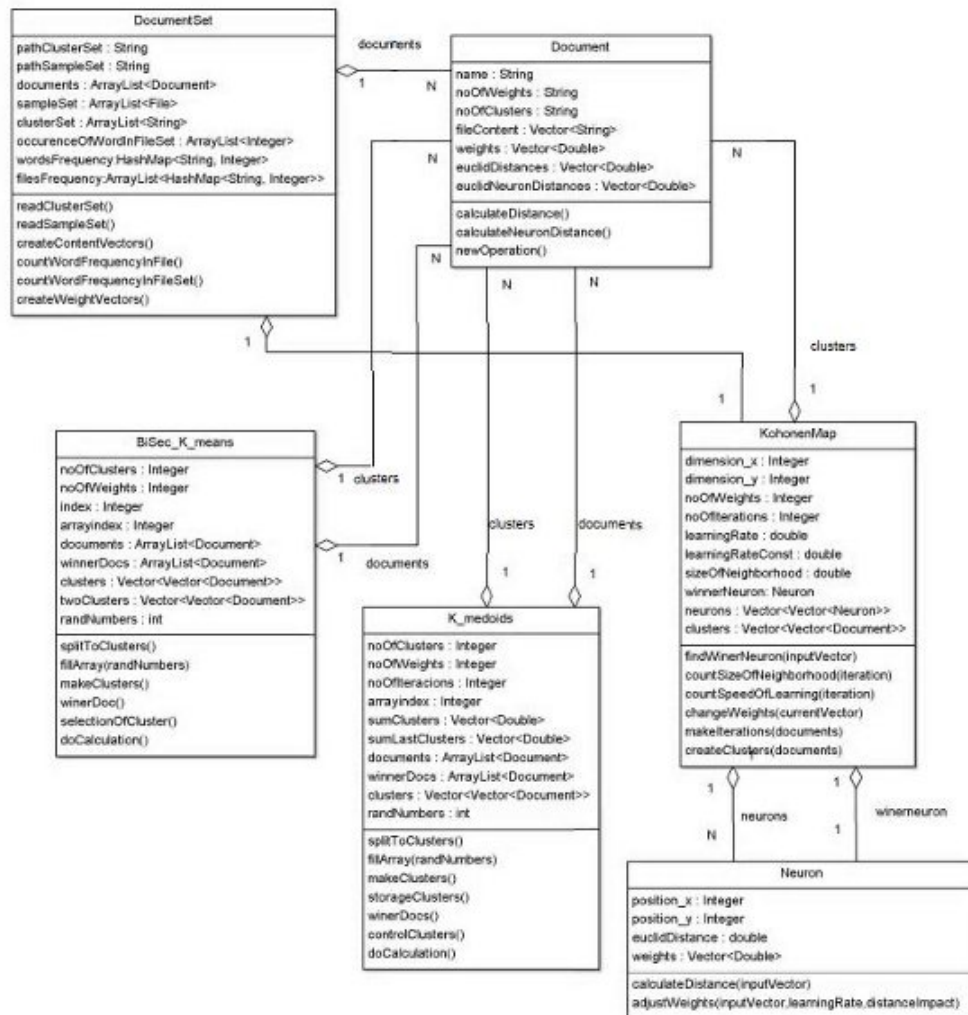 DocumentSet
pathClusterSet : String
pathSampleSet : String
documents : ArrayList<Document>
sampleSet : ArrayList<File>
clusterSet : ArrayList<String>
occurenceOfWordInFileSet : ArrayList<Integer>
wordsFrequency:HashMap<String, Integer>
filesFrequency:ArrayList<HashMap<String, Integer>>
readClusterSet()
readSampleSet()
createContentVectors()
countWordFrequencyInFile()
countWordFrequencyInFileSet()
createWeightVectors()
documents
1
N
Document
name : String
noOfWeights : String
noOfClusters : String
fileContent : Vector<String>
weights : Vector<Double>
euclidDistances : Vector<Double>
euclidNeuronDistances : Vector<Double>
calculateDistance()
calculateNeuronDistance()
newOperation()
N
N
N
N
N
1
1
clusters
1
BiSec_K_means
noOfClusters : Integer
noOfWeights : Integer
index : Integer
arrayindex : Integer
documents : ArrayList<Document>
winnerDocs : ArrayList<Document>
clusters : Vector<Vector<Document>>
twoClusters : Vector<Vector<Document>>
randNumbers : int
splitToClusters()
fillArray(randNumbers)
makeClusters()
winerDoc()
selectionOfCluster()
doCalculation()
1 clusters
1
documents
clusters
documents
1
1
K_medoids
noOfClusters : Integer
noOfWeights : Integer
noOfIteracions : Integer
arrayindex : Integer
sumClusters : Vector<Double>
sumLastClusters : Vector<Double>
documents : ArrayList<Document>
winnerDocs : ArrayList<Document>
clusters : Vector<Vector<Document>>
randNumbers : int
splitToClusters()
fillArray(randNumbers)
makeClusters()
storageClusters()
winerDocs()
controlClusters()
doCalculation()
KohonenMap
dimension_x : Integer
dimension_y : Integer
noOfWeights : Integer
noOfIterations : Integer
learningRate : double
learningRateConst : double
sizeOfNeighborhood : double
winnerNeuron: Neuron
neurons : Vector<Vector<Neuron>>
clusters : Vector<Vector<Document>>
findWinerNeuron(inputVector)
countSizeOfNeighborhood(iteration)
countSpeedOfLearning(iteration)
changeWeights(currentVector)
makeIterations(documents)
createClusters(documents)
1
1
neurons
winerneuron
N
1
Neuron
position_x : Integer
position_y : Integer
euclidDistance : double
weights : Vector<Double>
calculateDistance(inputVector)
adjustWeights(inputVector,learningRate,distanceImpact)